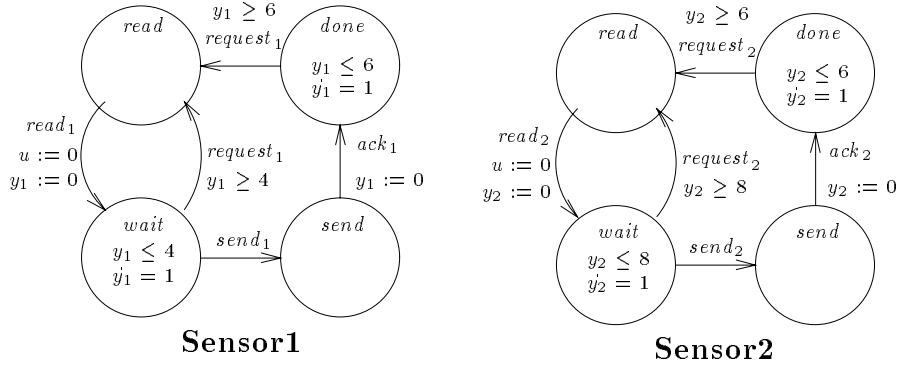 y₁ ≥ 6
request₁
read
done
y₁ ≤ 6
ẏ₁ = 1
read₁
u := 0
y₁ := 0
request₁
y₁ ≥ 4
ack₁
y₁ := 0
wait
y₁ ≤ 4
ẏ₁ = 1
send₁
send
Sensor1
y₂ ≥ 6
request₂
read
done
y₂ ≤ 6
ẏ₂ = 1
read₂
u := 0
y₂ := 0
request₂
y₂ ≥ 8
ack₂
y₂ := 0
wait
y₂ ≤ 8
ẏ₂ = 1
send₂
send
Sensor2